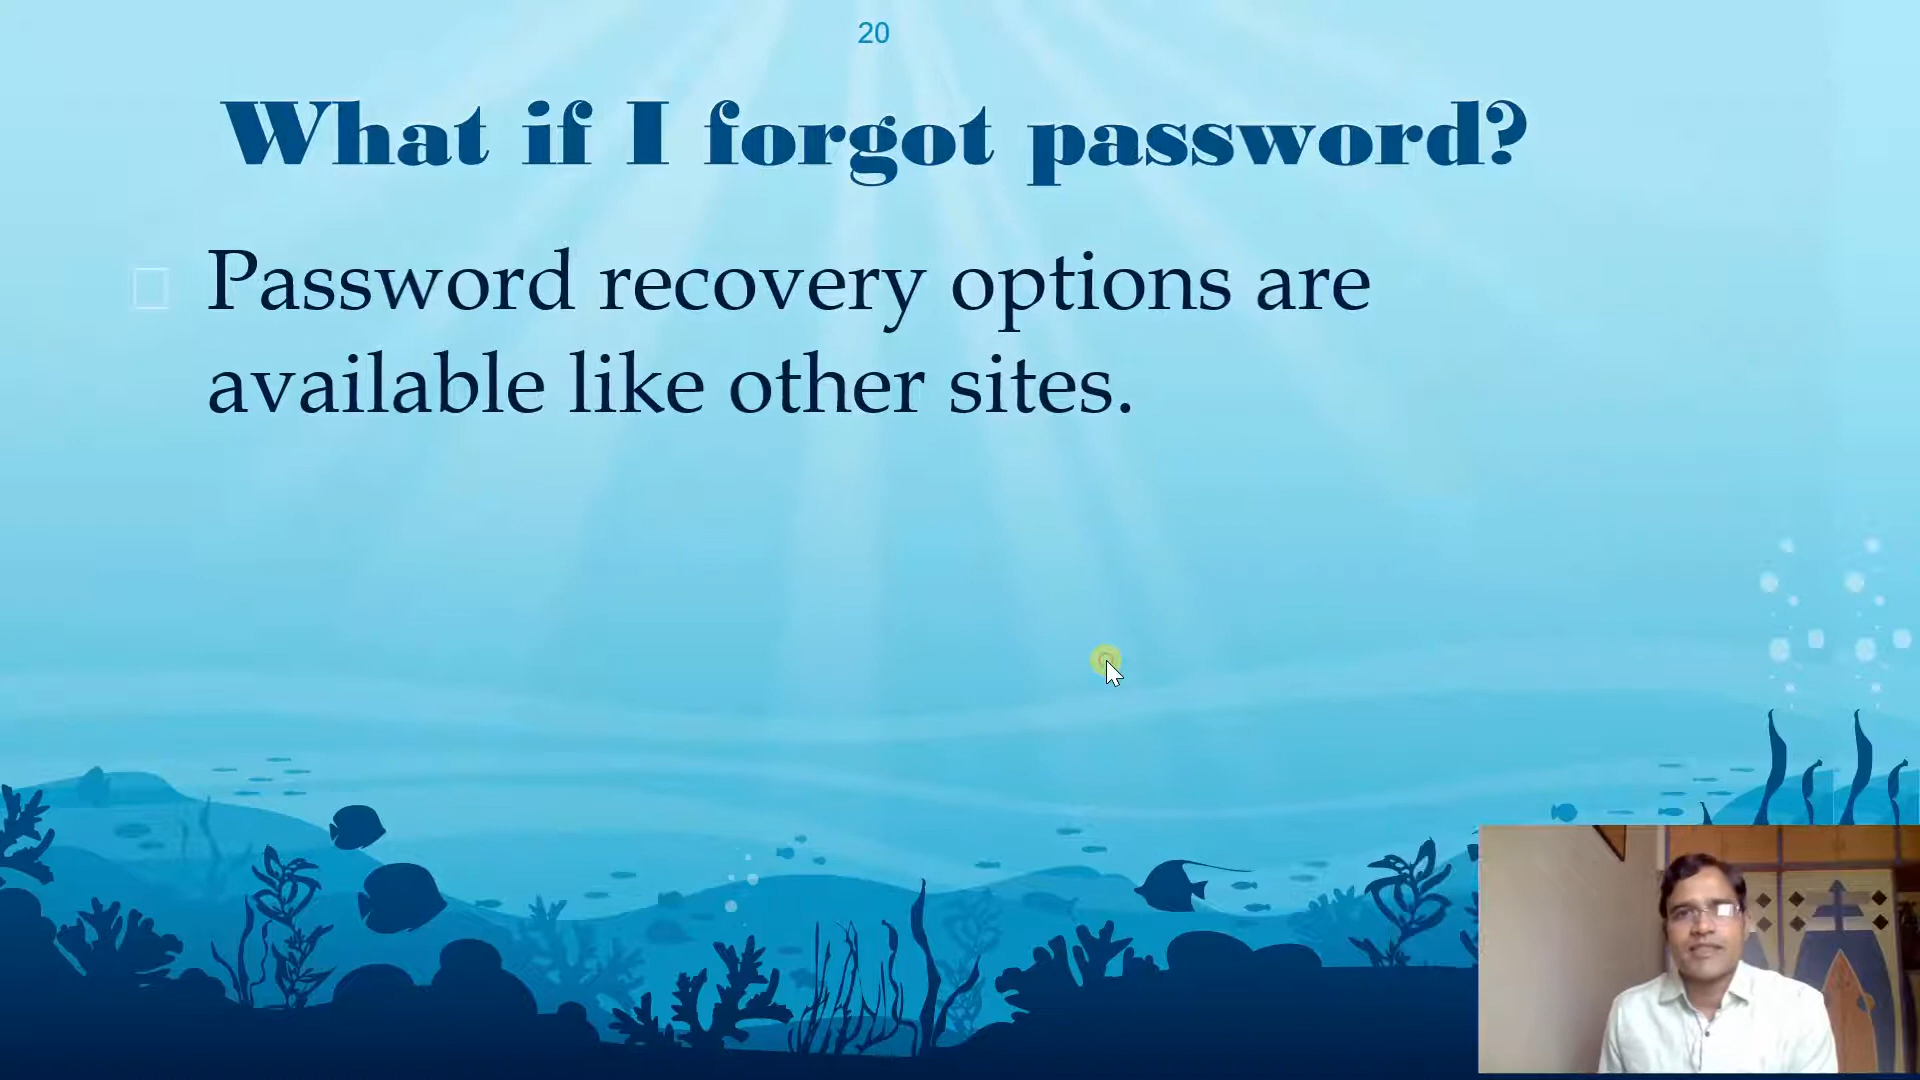 20
What if I forgot password?
Password recovery options are
available like other sites.